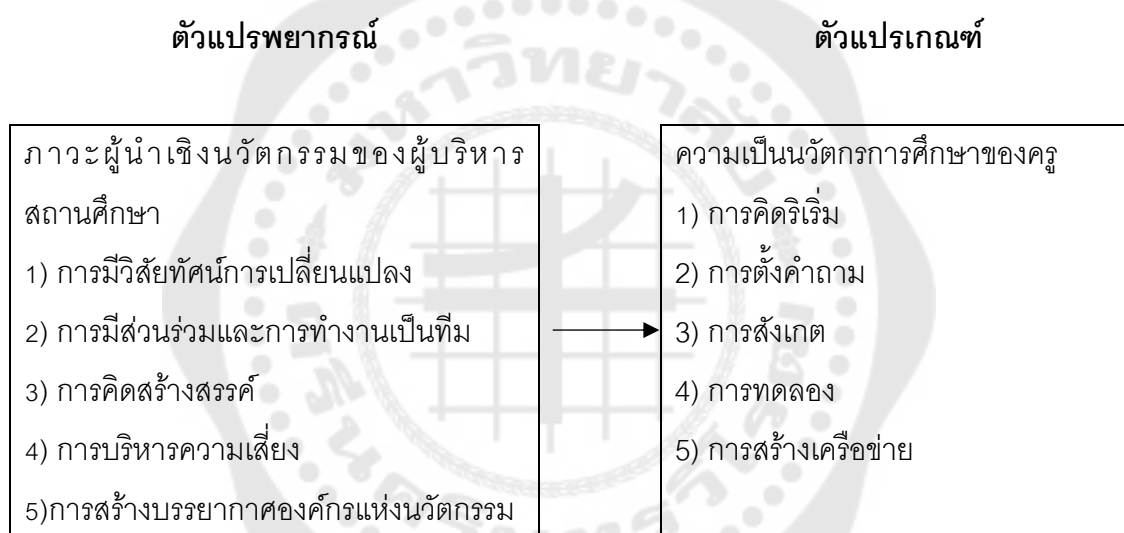 ตัวแปรพยากรณ์
ตัวแปรเกณฑ์
ภาวะผู้นำเชิงนวัตกรรมของผู้บริหาร
สถานศึกษา
1) การมีวิสัยทัศน์การเปลี่ยนแปลง
2) การมีส่วนร่วมและการทำงานเป็นทีม
3) การคิดสร้างสรรค์
4) การบริหารความเสี่ยง
5)การสร้างบรรยากาศองค์กรแห่งนวัตกรรม
ความเป็นนวัตกรการศึกษาของครู
1) การคิดริเริ่ม
2) การตั้งคำถาม
3) การสังเกต
4) การทดลอง
5) การสร้างเครือข่าย